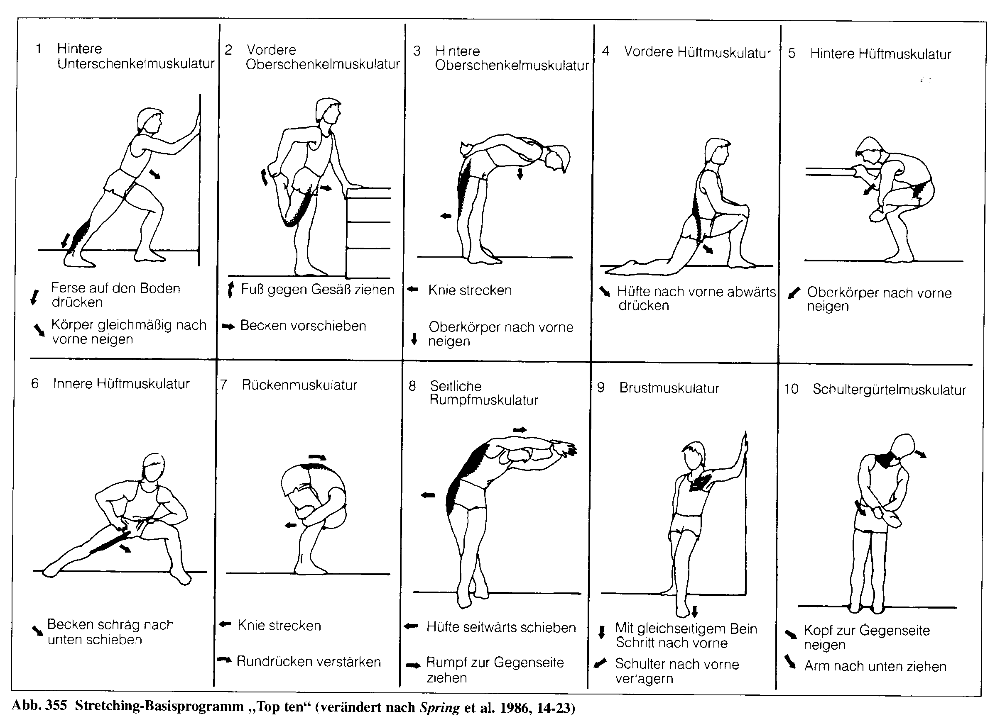 1 Hintere
Unterschenkelmuskulatur
2 Vordere
Oberschenkelmuskulatur
3 Hintere
Oberschenkelmuskulatur
4 Vordere Hüftmuskulatur
5 Hintere Hüftmuskulatur
Ferse auf den Boden
drücken
Körper gleichmäßig nach
vorne neigen
Fuß gegen Gesäß ziehen
Becken vorschieben
Knie strecken
Oberkörper nach vorne
neigen
Hüfte nach vorne abwärts
drücken
Oberkörper nach vorne
neigen
6 Innere Hüftmuskulatur
7 Rückenmuskulatur
8 Seitliche
Rumpfmuskulatur
9 Brustmuskulatur
10 Schultergürtelmuskulatur
Becken schräg nach
unten schieben
Knie strecken
Rundrücken verstärken
Hüfte seitwärts schieben
Rumpf zur Gegenseite
ziehen
Mit gleichseitigem Bein
Schritt nach vorne
Schulter nach vorne
verlagern
Kopf zur Gegenseite
neigen
Arm nach unten ziehen
Abb. 355 Stretching-Basisprogramm „Top ten“ (verändert nach Spring et al. 1986, 14-23)